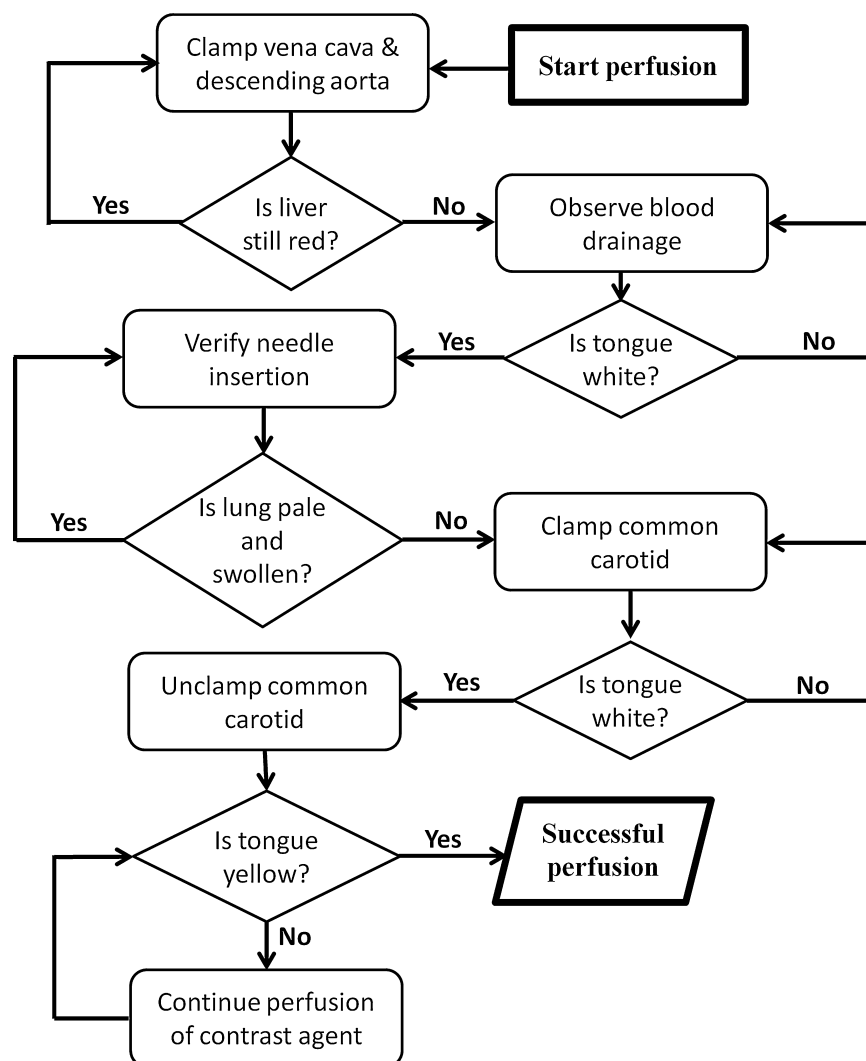 Start perfusion
Clamp vena cava &
descending aorta
Is liver
still red?
Yes
No
Observe blood
drainage
Is tongue
white?
Yes
No
Verify needle
insertion
Is lung pale
and
swollen?
Yes
No
Clamp common
carotid
Is tongue
white?
Yes
No
Unclamp common
carotid
Is tongue
yellow?
Yes
Successful
perfusion
No
Continue perfusion
of contrast agent